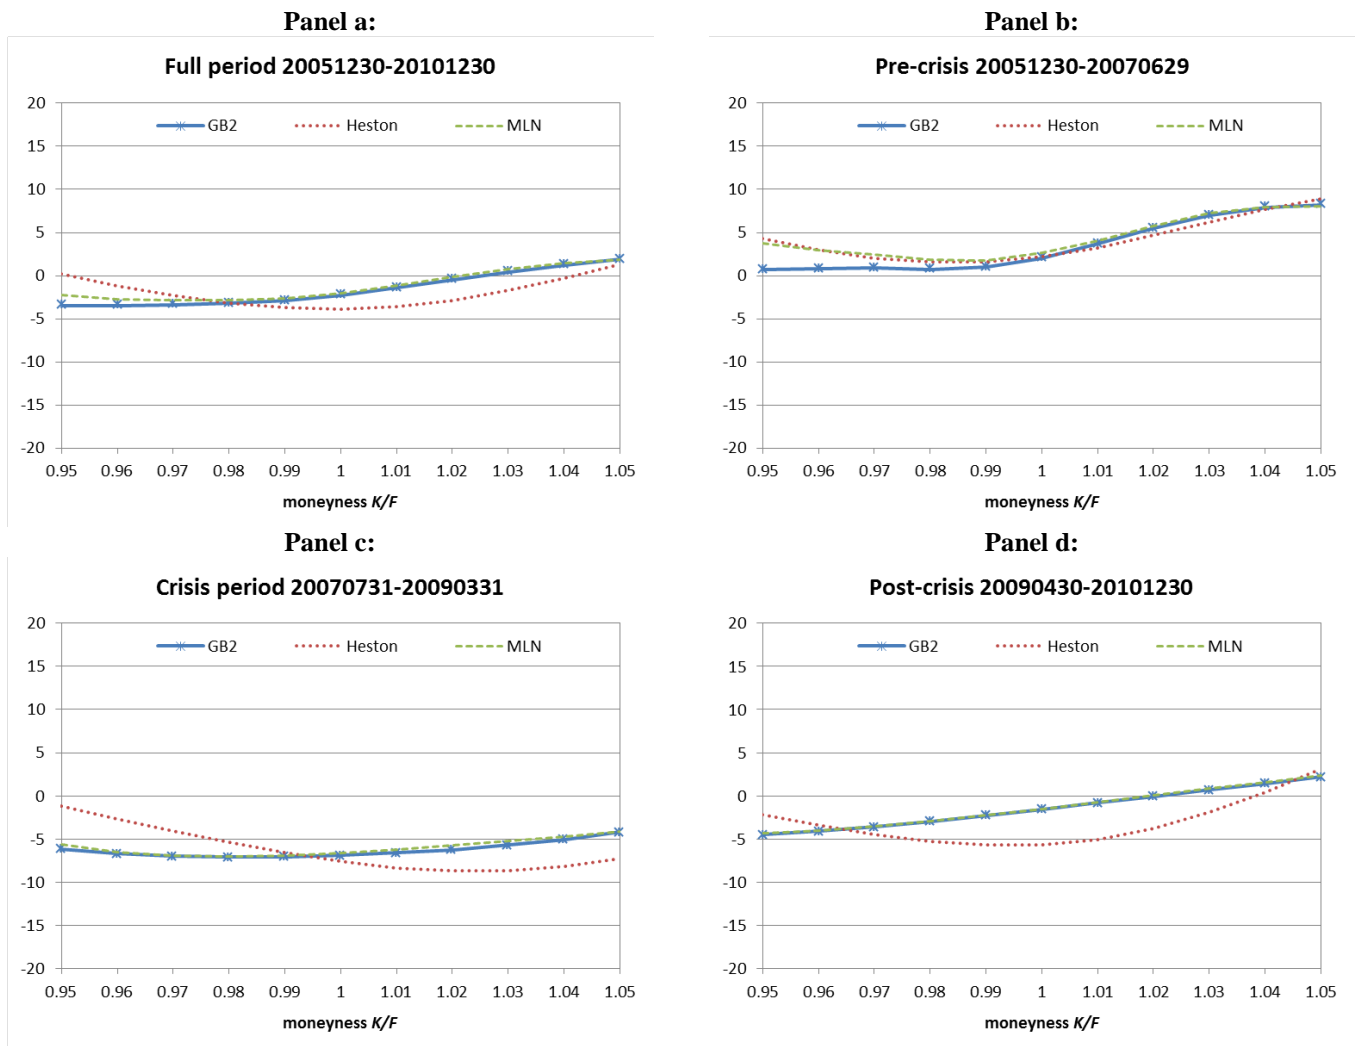 Panel a:
Full period 20051230-20101230
GB2 Heston MLN
20
15
10
5
0
-5
-10
-15
-20
0.95 0.96 0.97 0.98 0.99 1 1.01 1.02 1.03 1.04 1.05
moneyness K/F
Panel b:
Pre-crisis 20051230-20070629
GB2 Heston MLN
20
15
10
5
0
-5
-10
-15
-20
0.95 0.96 0.97 0.98 0.99 1 1.01 1.02 1.03 1.04 1.05
moneyness K/F
Panel c:
Crisis period 20070731-20090331
GB2 Heston MLN
20
15
10
5
0
-5
-10
-15
-20
0.95 0.96 0.97 0.98 0.99 1 1.01 1.02 1.03 1.04 1.05
moneyness K/F
Panel d:
Post-crisis 20090430-20101230
GB2 Heston MLN
20
15
10
5
0
-5
-10
-15
-20
0.95 0.96 0.97 0.98 0.99 1 1.01 1.02 1.03 1.04 1.05
moneyness K/F